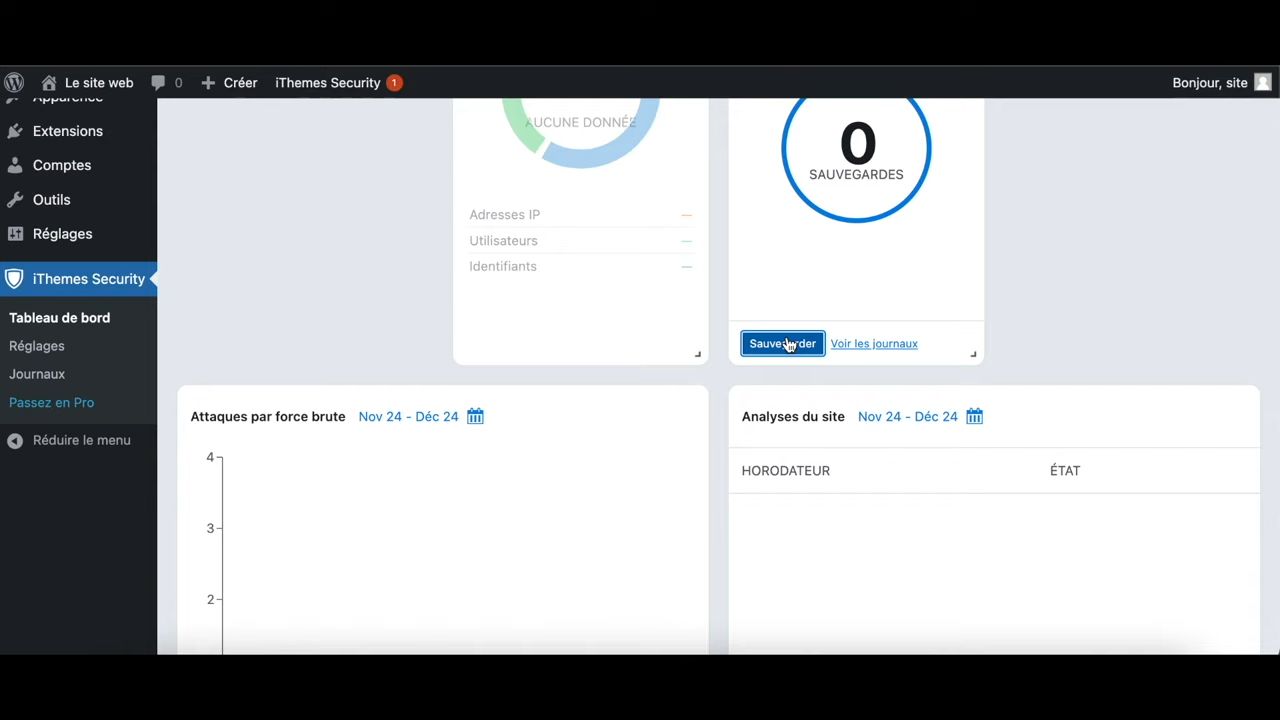 Le site web
0
Créer
iThemes Security 1
Bonjour, site
Apparence
Extensions
Comptes
Outils
Réglages
iThemes Security
Tableau de bord
Réglages
Journaux
Passez en Pro
Réduire le menu
AUCUNE DONNÉE
Adresses IP —
Utilisateurs —
Identifiants —
0
SAUVEGARDES
Sauvegarder Voir les journaux
Attaques par force brute Nov 24 - Déc 24
4
3
2
Analyses du site Nov 24 - Déc 24
HORODATEUR ÉTAT